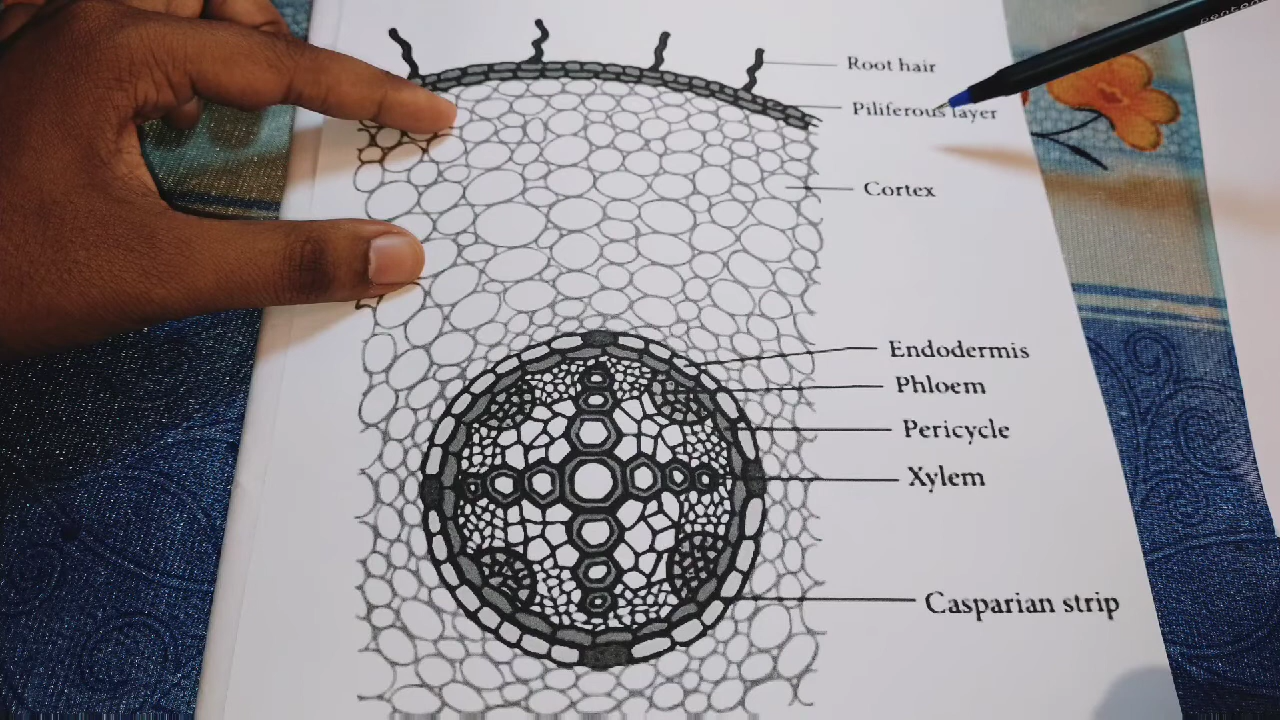 Root hair
Piliferous layer
Cortex
Endodermis
Phloem
Pericycle
Xylem
Casparian strip